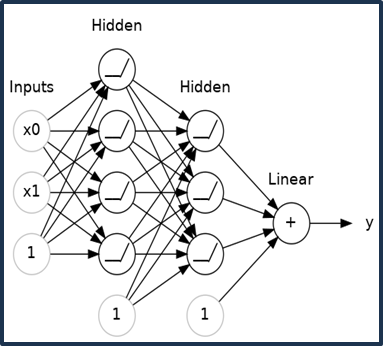 Hidden
Inputs
Hidden
x0
x1
Linear
1
+
y
1
1